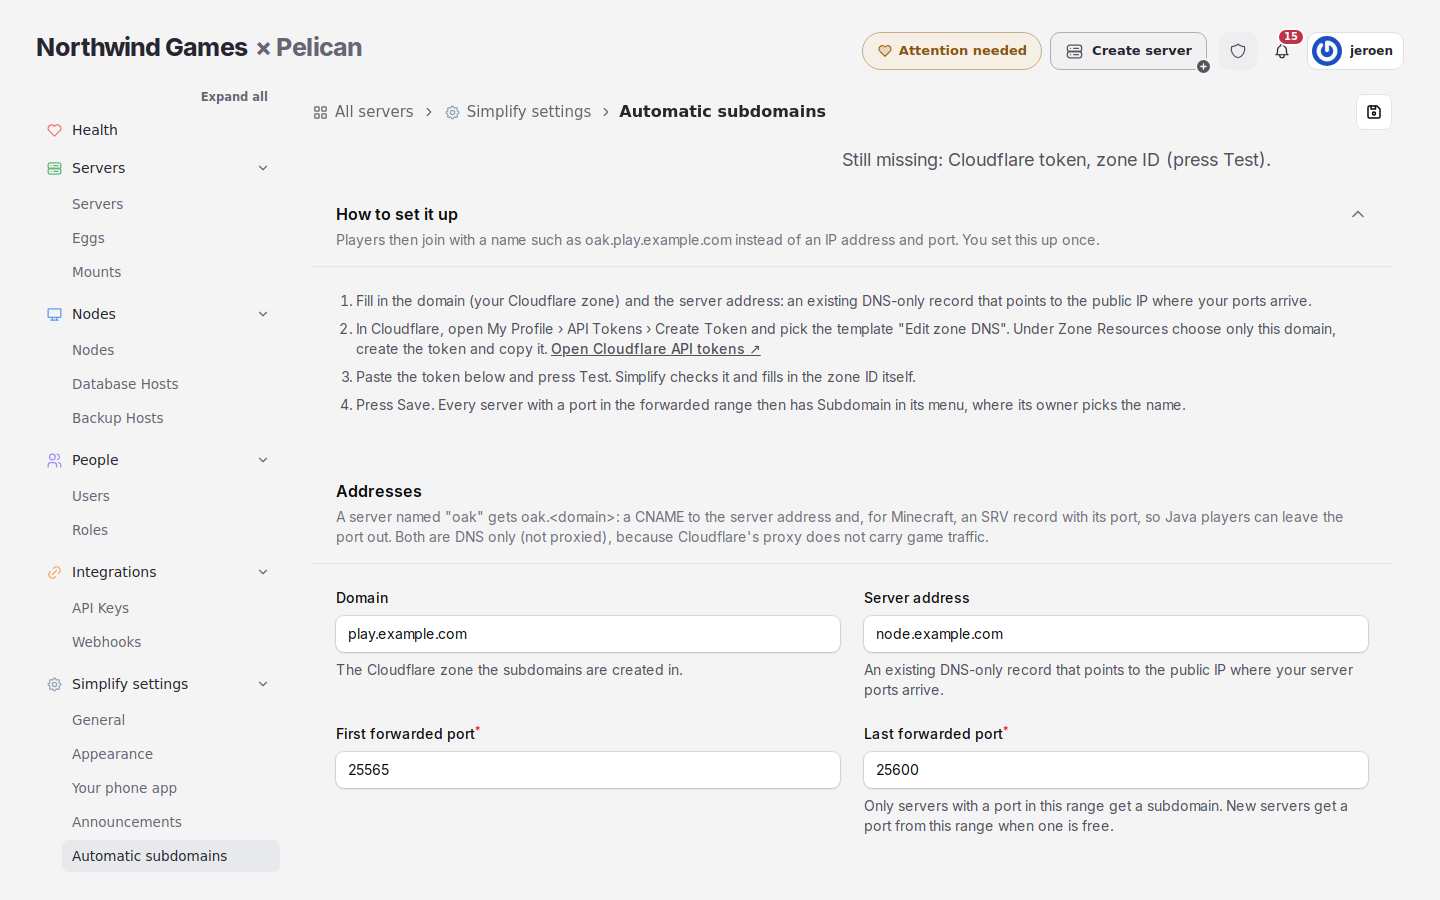 Northwind Games × Pelican
Attention needed
Create server
15
jeroen
Expand all
Health
Servers
Servers
Eggs
Mounts
Nodes
Nodes
Database Hosts
Backup Hosts
People
Users
Roles
Integrations
API Keys
Webhooks
Simplify settings
General
Appearance
Your phone app
Announcements
Automatic subdomains
All servers › Simplify settings › Automatic subdomains
Still missing: Cloudflare token, zone ID (press Test).
How to set it up
Players then join with a name such as oak.play.example.com instead of an IP address and port. You set this up once.
1. Fill in the domain (your Cloudflare zone) and the server address: an existing DNS-only record that points to the public IP where your ports arrive.
2. In Cloudflare, open My Profile › API Tokens › Create Token and pick the template "Edit zone DNS". Under Zone Resources choose only this domain,
create the token and copy it. Open Cloudflare API tokens ↗
3. Paste the token below and press Test. Simplify checks it and fills in the zone ID itself.
4. Press Save. Every server with a port in the forwarded range then has Subdomain in its menu, where its owner picks the name.
Addresses
A server named "oak" gets oak.<domain>: a CNAME to the server address and, for Minecraft, an SRV record with its port, so Java players can leave the
port out. Both are DNS only (not proxied), because Cloudflare's proxy does not carry game traffic.
Domain
play.example.com
The Cloudflare zone the subdomains are created in.
Server address
node.example.com
An existing DNS-only record that points to the public IP where your server
ports arrive.
First forwarded port*
25565
Last forwarded port*
25600
Only servers with a port in this range get a subdomain. New servers get a
port from this range when one is free.